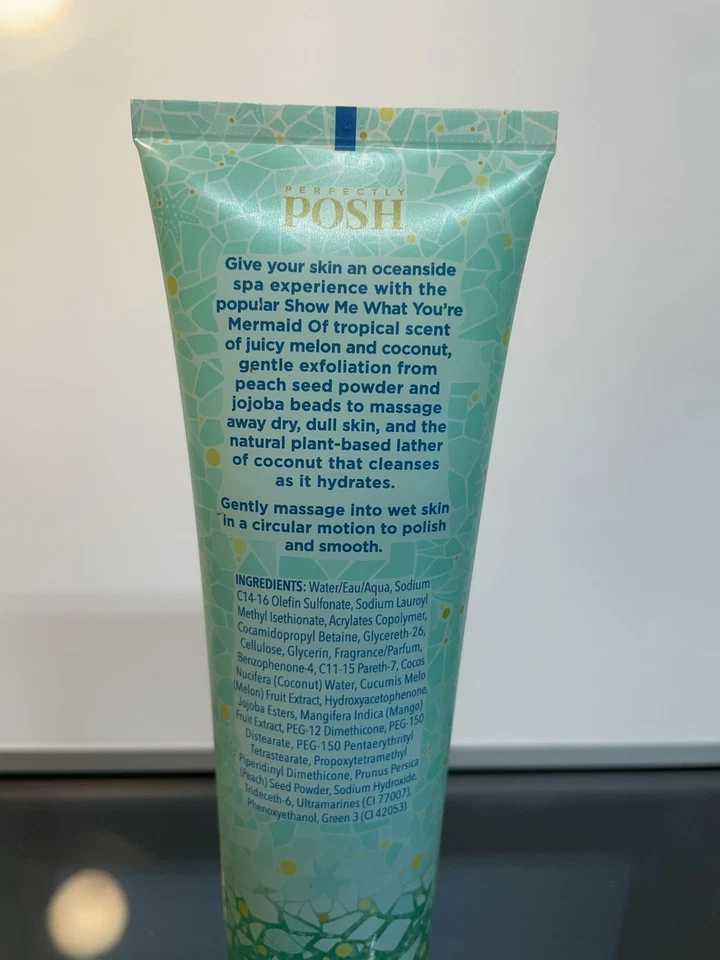 PERFECTLY
POSH
Give your skin an oceanside
spa experience with the
popular Show Me What You're
Mermaid Of tropical scent
of juicy melon and coconut,
gentle exfoliation from
peach seed powder and
jojoba beads to massage
away dry, dull skin, and the
natural plant-based lather
of coconut that cleanses
as it hydrates.
Gently massage into wet skin
in a circular motion to polish
and smooth.
INGREDIENTS: Water/Eau/Aqua, Sodium
C14-16 Olefin Sulfonate, Sodium Lauroyl
Methyl Isethionate, Acrylates Copolymer,
Cocamidopropyl Betaine, Glycereth-26,
Cellulose, Glycerin, Fragrance/Parfum,
Benzophenone-4, C11-15 Pareth-7, Cocos
Nucifera (Coconut) Water, Cucumis Melo
(Melon) Fruit Extract, Hydroxyacetophenone,
Jojoba Esters, Mangifera Indica (Mango)
Fruit Extract, PEG-12 Dimethicone, PEG-150
Distearate, PEG-150 Pentaerythrityl
Tetrastearate, Propoxytetramethyl
Piperidinyl Dimethicone, Prunus Persica
(Peach) Seed Powder, Sodium Hydroxide,
Trideceth-6, Ultramarines (CI 77007),
Phenoxyethanol, Green 3 (CI 42053).